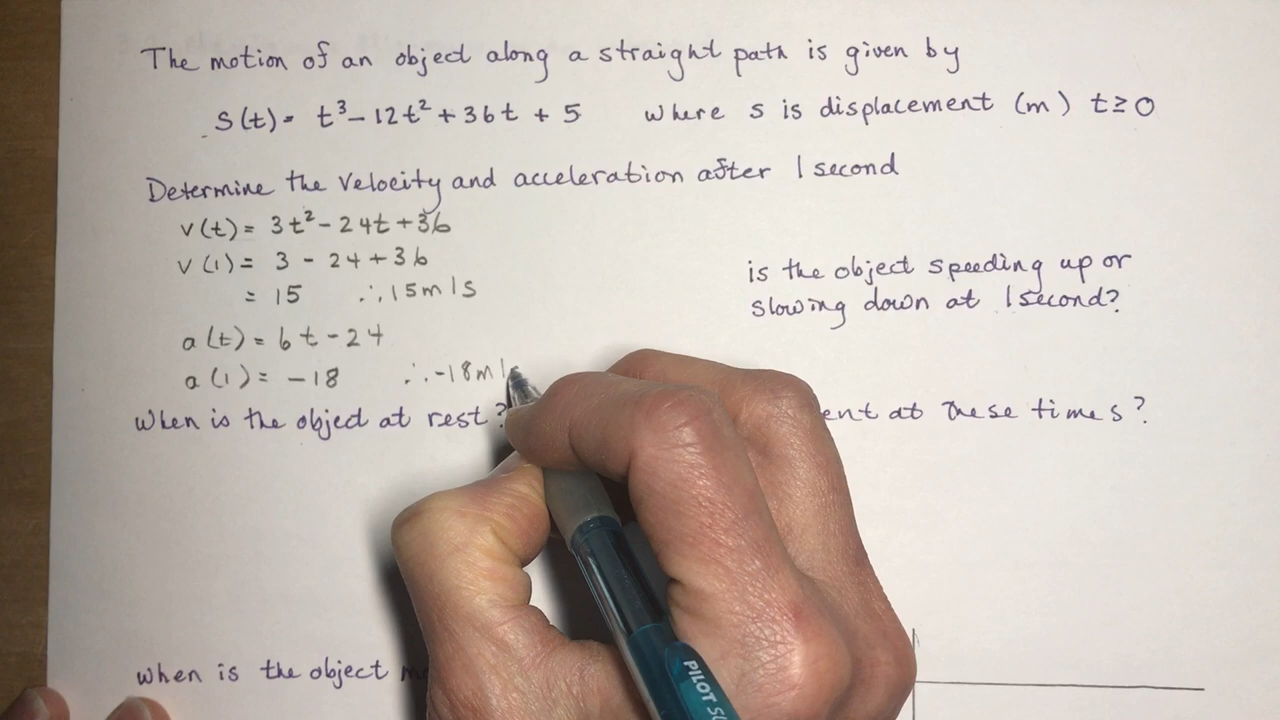 The motion of an object along a straight path is given by
s(t) = t³ - 12t² + 36t + 5 where s is displacement (m) t ≥ 0
Determine the velocity and acceleration after 1 second
v(t) = 3t² - 24t + 36
v(1) = 3 - 24 + 36
= 15 ∴ 15m/s
is the object speeding up or
slowing down at 1 second?
a(t) = 6t - 24
a(1) = -18 ∴ -18m/
When is the object at rest? at these times?
when is the object
PILOT